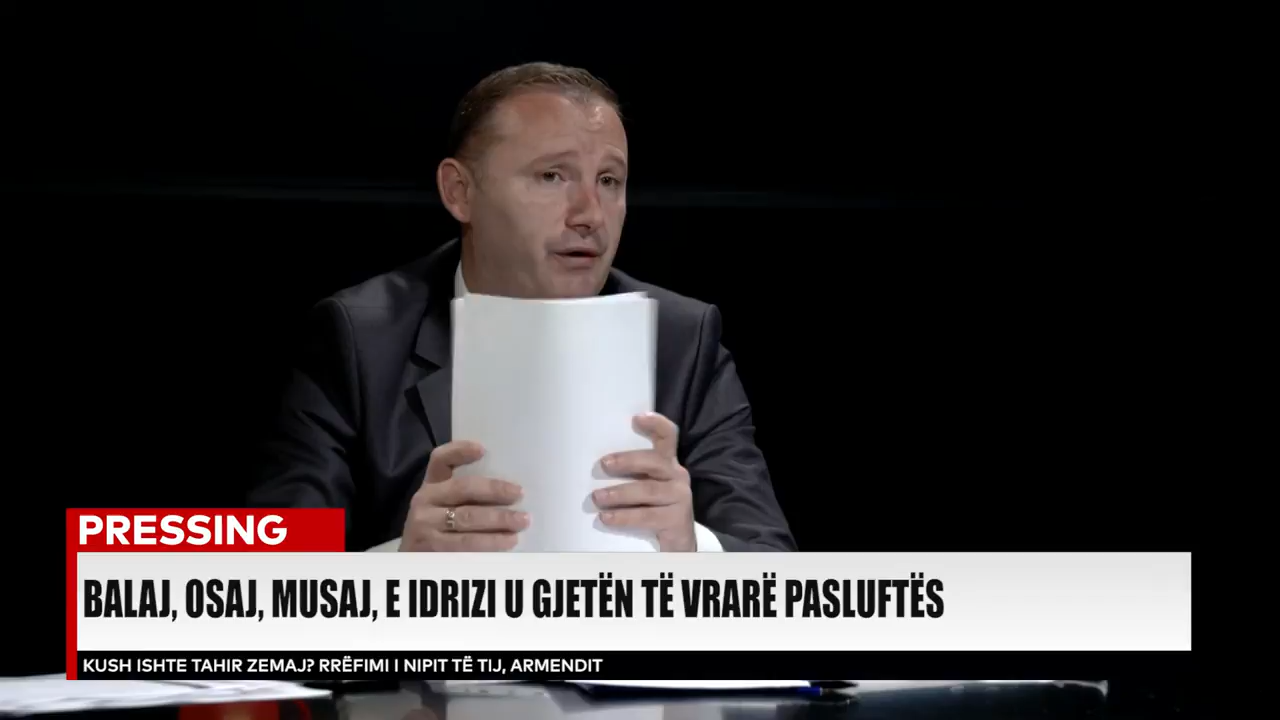 PRESSING
BALAJ, OSAJ, MUSAJ, E IDRIZI U GJETËN TË VRARË PASLUFTËS
KUSH ISHTE TAHIR ZEMAJ? RRËFIMI I NIPIT TË TIJ, ARMENDIT